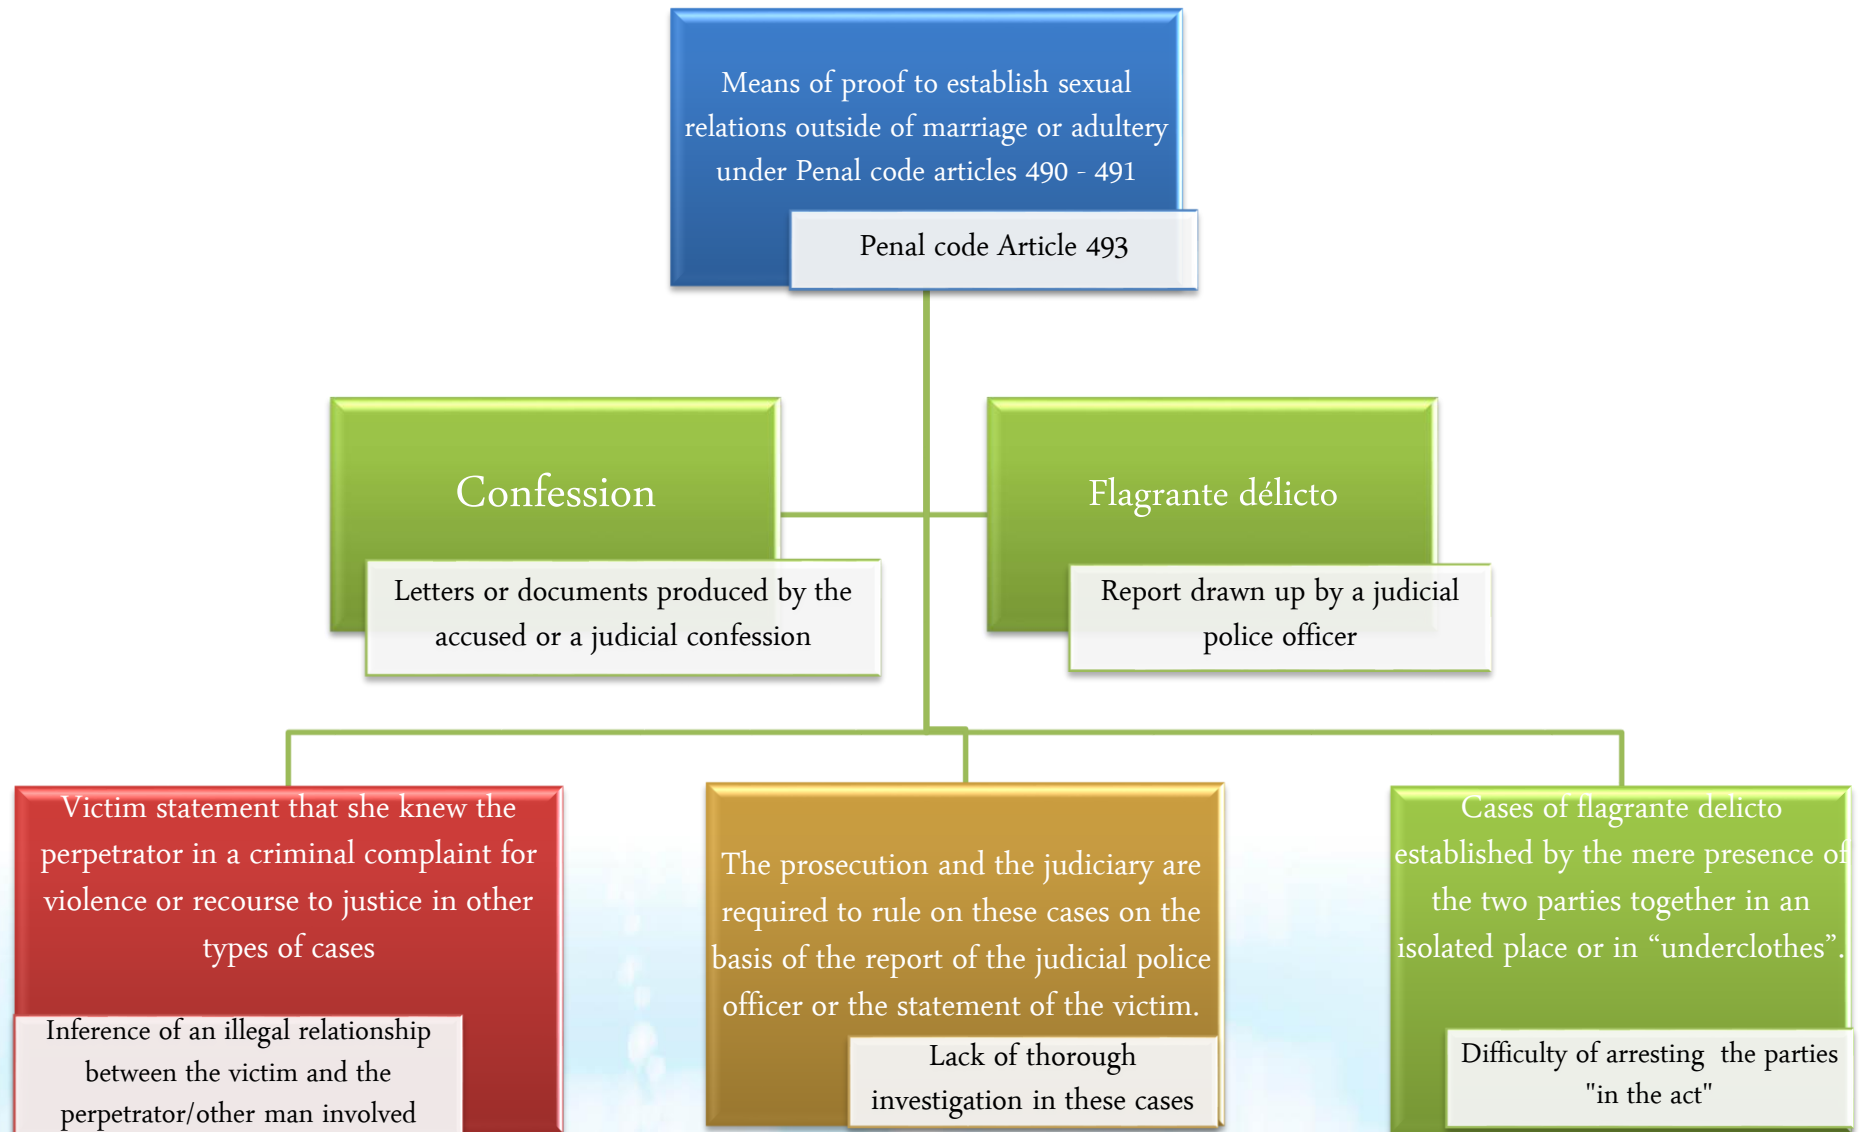 Means of proof to establish sexual
relations outside of marriage or adultery
under Penal code articles 490 - 491
Penal code Article 493
Confession
Letters or documents produced by the
accused or a judicial confession
Flagrante délicto
Report drawn up by a judicial
police officer
Victim statement that she knew the
perpetrator in a criminal complaint for
violence or recourse to justice in other
types of cases
Inference of an illegal relationship
between the victim and the
perpetrator/other man involved
The prosecution and the judiciary are
required to rule on these cases on the
basis of the report of the judicial police
officer or the statement of the victim.
Lack of thorough
investigation in these cases
Cases of flagrante delicto
established by the mere presence of
the two parties together in an
isolated place or in “underclothes”.
Difficulty of arresting the parties
"in the act"